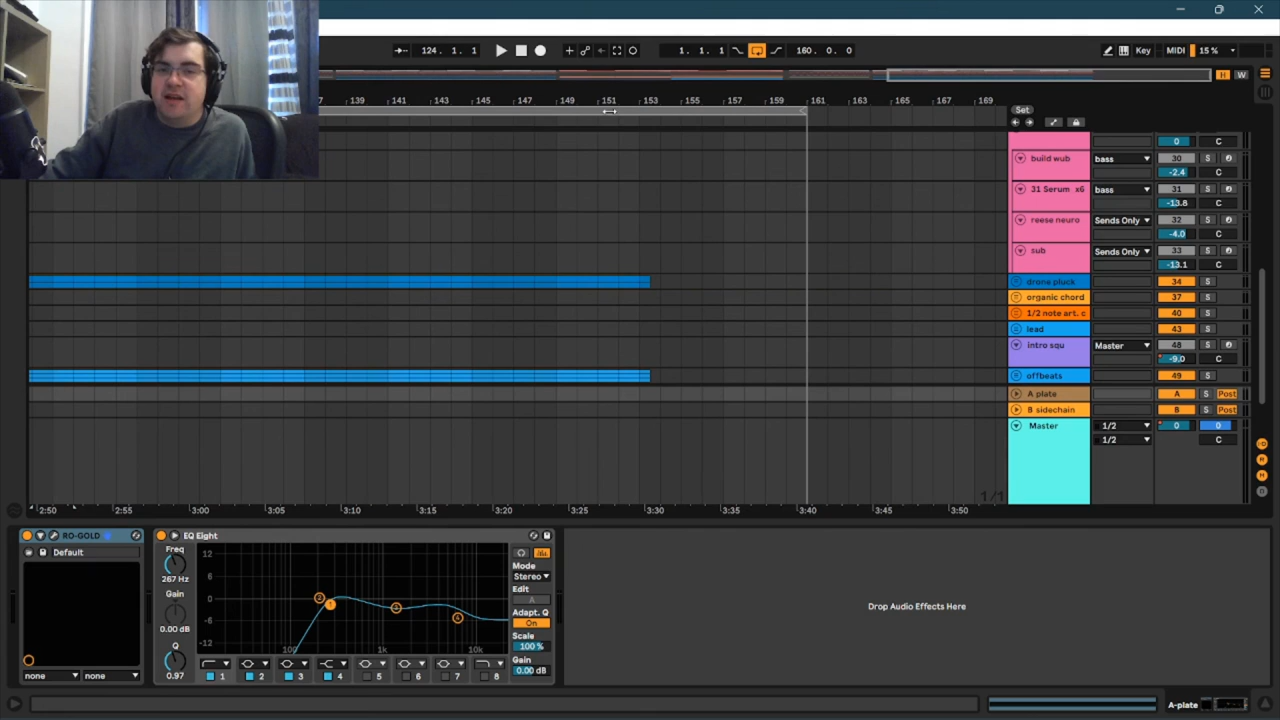 124. 1. 1
1. 1. 1
160. 0. 0
Key
MIDI
15 %
H
W
139 141 143 145 147 149 151 153 155 157 159 161 163 165 167 169
Set
0 C
build wub bass 30 S
-2.4 C
31 Serum x6 bass 31 S
-13.8 C
reese neuro Sends Only 32 S
-4.0 C
sub Sends Only 33 S
-13.1 C
drone pluck 34 S
organic chord 37 S
1/2 note art. c 40 S
lead 43 S
intro squ Master 48 S
-9.0 C
offbeats 49 S
A plate A S Post
B sidechain B S Post
Master 1/2 0 0
1/2 C
1/1
2:50 2:55 3:00 3:05 3:10 3:15 3:20 3:25 3:30 3:35 3:40 3:45 3:50
RO-GOLD
Default
none none
EQ Eight
Freq
267 Hz
Gain
0.00 dB
Q
0.97
12
6
0
-6
-12
100 1k 10k
2 1 3 4
1 2 3 4 5 6 7 8
Mode
Stereo
Edit
A
Adapt. Q
On
Scale
100 %
Gain
0.00 dB
Drop Audio Effects Here
A-plate